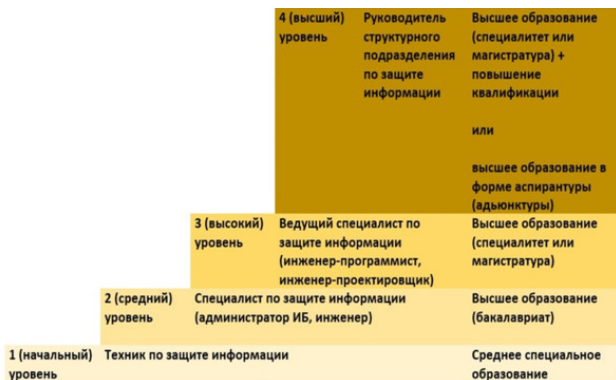 4 (высший) уровень
Руководитель структурного подразделения по защите информации
Высшее образование (специалитет или магистратура) + повышение квалификации
или
высшее образование в форме аспирантуры (адьюнктуры)
3 (высокий) уровень
Ведущий специалист по защите информации (инженер-программист, инженер-проектировщик)
Высшее образование (специалитет или магистратура)
2 (средний) уровень
Специалист по защите информации (администратор ИБ, инженер)
Высшее образование (бакалавриат)
1 (начальный) уровень
Техник по защите информации
Среднее специальное образование